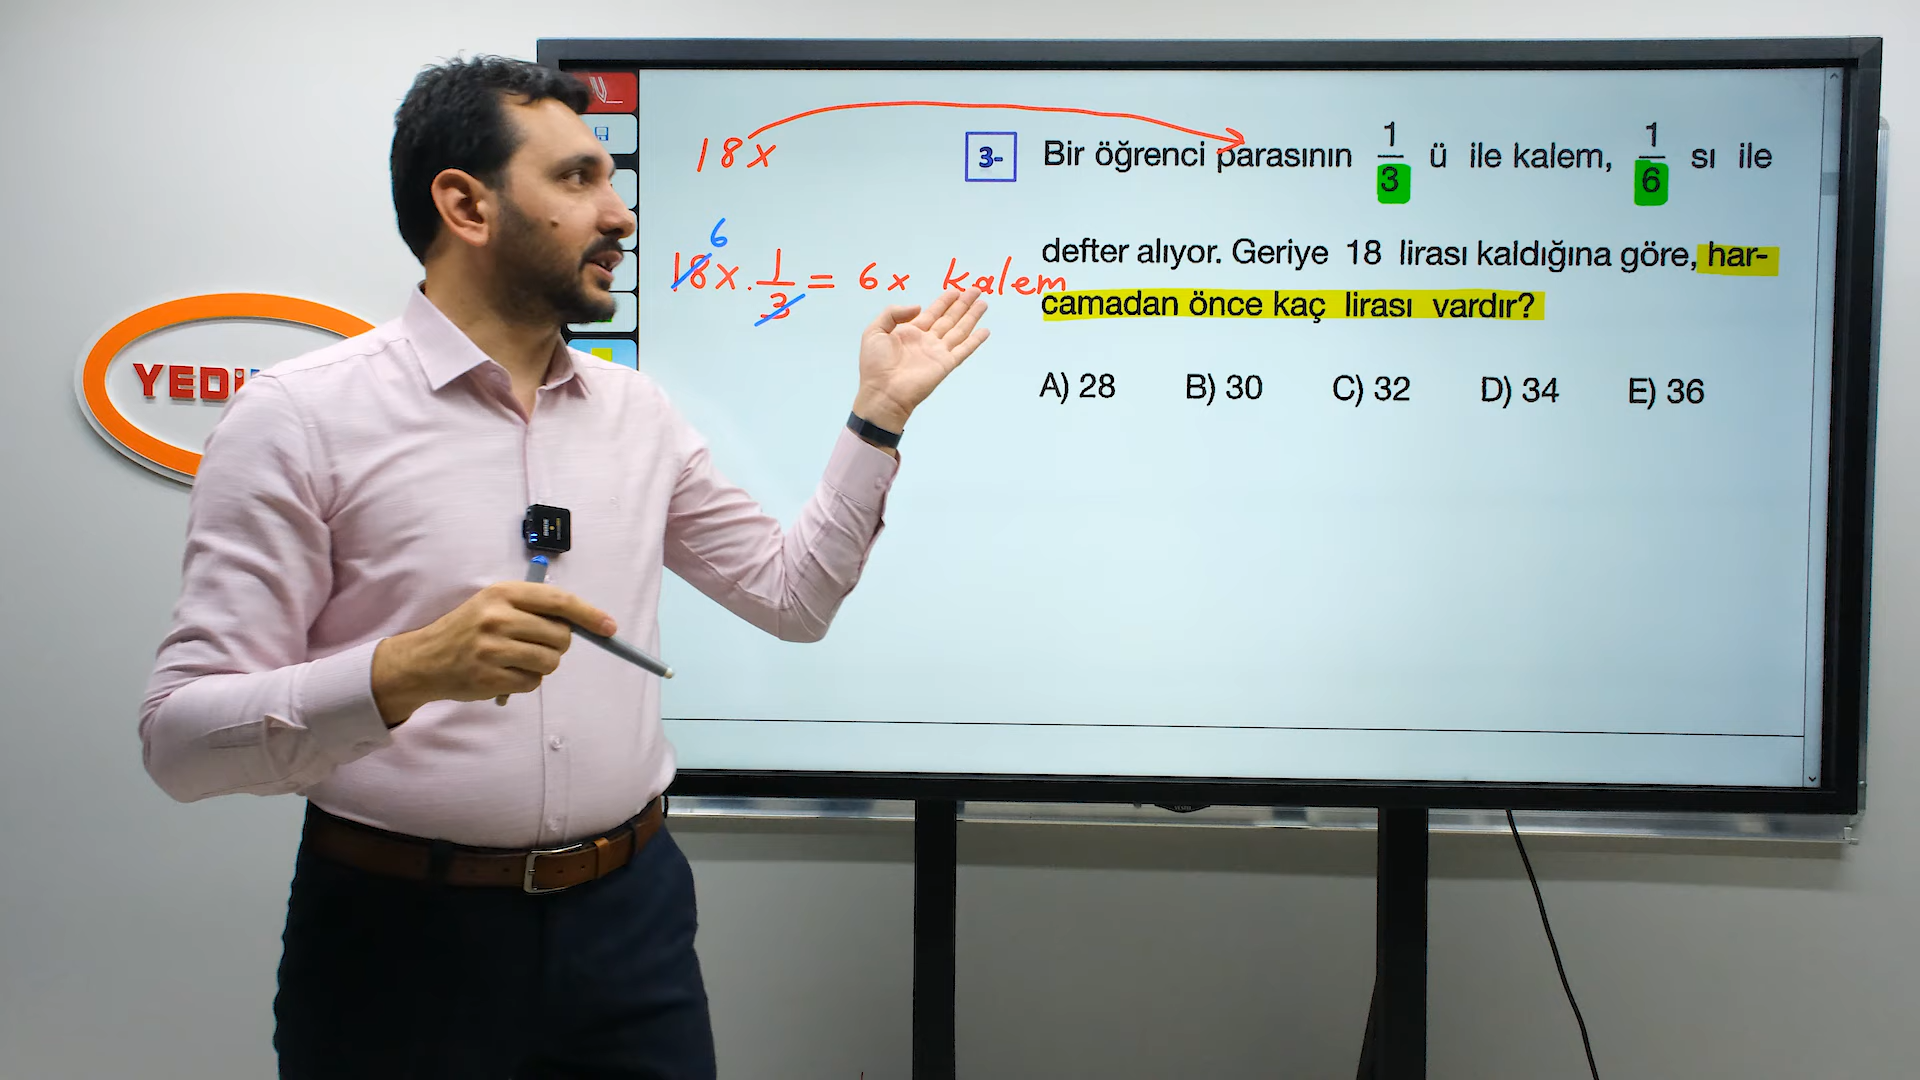 18x
3- Bir öğrenci parasının 1/3 ü ile kalem, 1/6 sı ile
defter alıyor. Geriye 18 lirası kaldığına göre, har-
camadan önce kaç lirası vardır?
6
18x . 1/3 = 6x kalem
A) 28 B) 30 C) 32 D) 34 E) 36